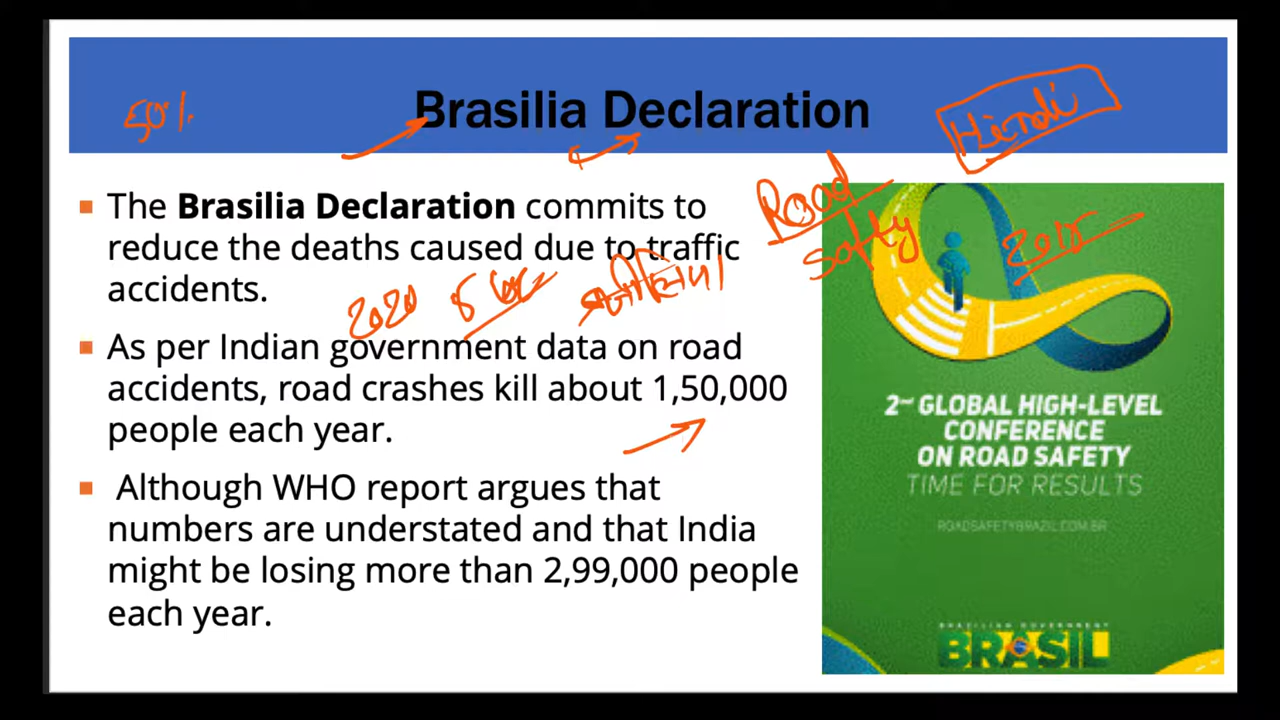 50%
Brasilia Declaration
Hindi
The Brasilia Declaration commits to
reduce the deaths caused due to traffic
accidents.
Road
Safty
2015
2020
As per Indian government data on road
accidents, road crashes kill about 1,50,000
people each year.
Although WHO report argues that
numbers are understated and that India
might be losing more than 2,99,000 people
each year.
2ND GLOBAL HIGH-LEVEL
CONFERENCE
ON ROAD SAFETY
TIME FOR RESULTS
ROADSAFETYBRAZIL.COM.BR
BRAZILIAN GOVERNMENT
BRASIL